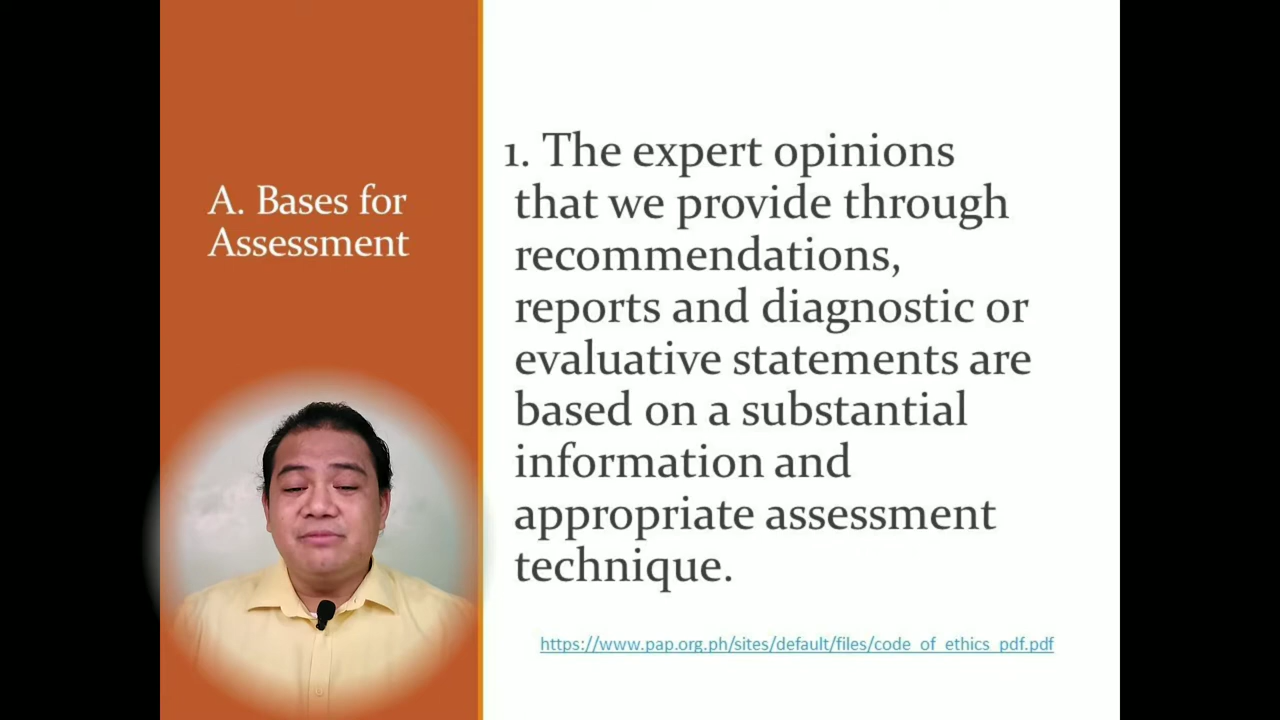 A. Bases for
Assessment
1. The expert opinions
that we provide through
recommendations,
reports and diagnostic or
evaluative statements are
based on a substantial
information and
appropriate assessment
technique.
https://www.pap.org.ph/sites/default/files/code_of_ethics_pdf.pdf